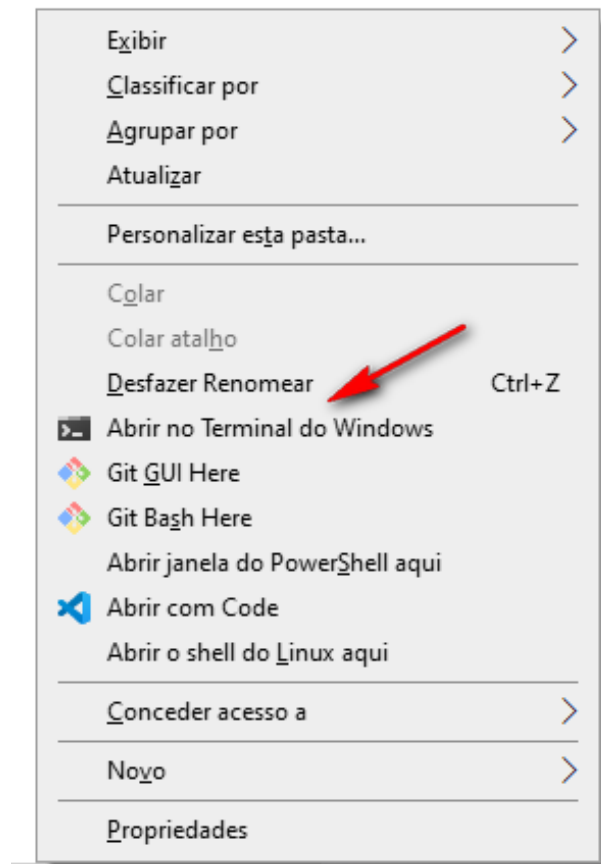 Exibir
Classificar por
Agrupar por
Atualizar
Personalizar esta pasta...
Colar
Colar atalho
Desfazer Renomear Ctrl+Z
Abrir no Terminal do Windows
Git GUI Here
Git Bash Here
Abrir janela do PowerShell aqui
Abrir com Code
Abrir o shell do Linux aqui
Conceder acesso a
Novo
Propriedades